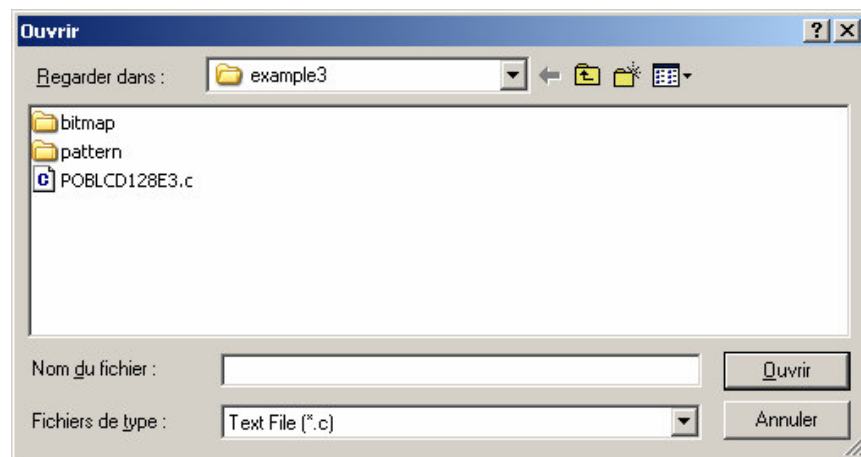 Ouvrir
Regarder dans : example3
bitmap
pattern
POBLCD128E3.c
Nom du fichier : Ouvrir
Fichiers de type : Text File (*.c) Annuler